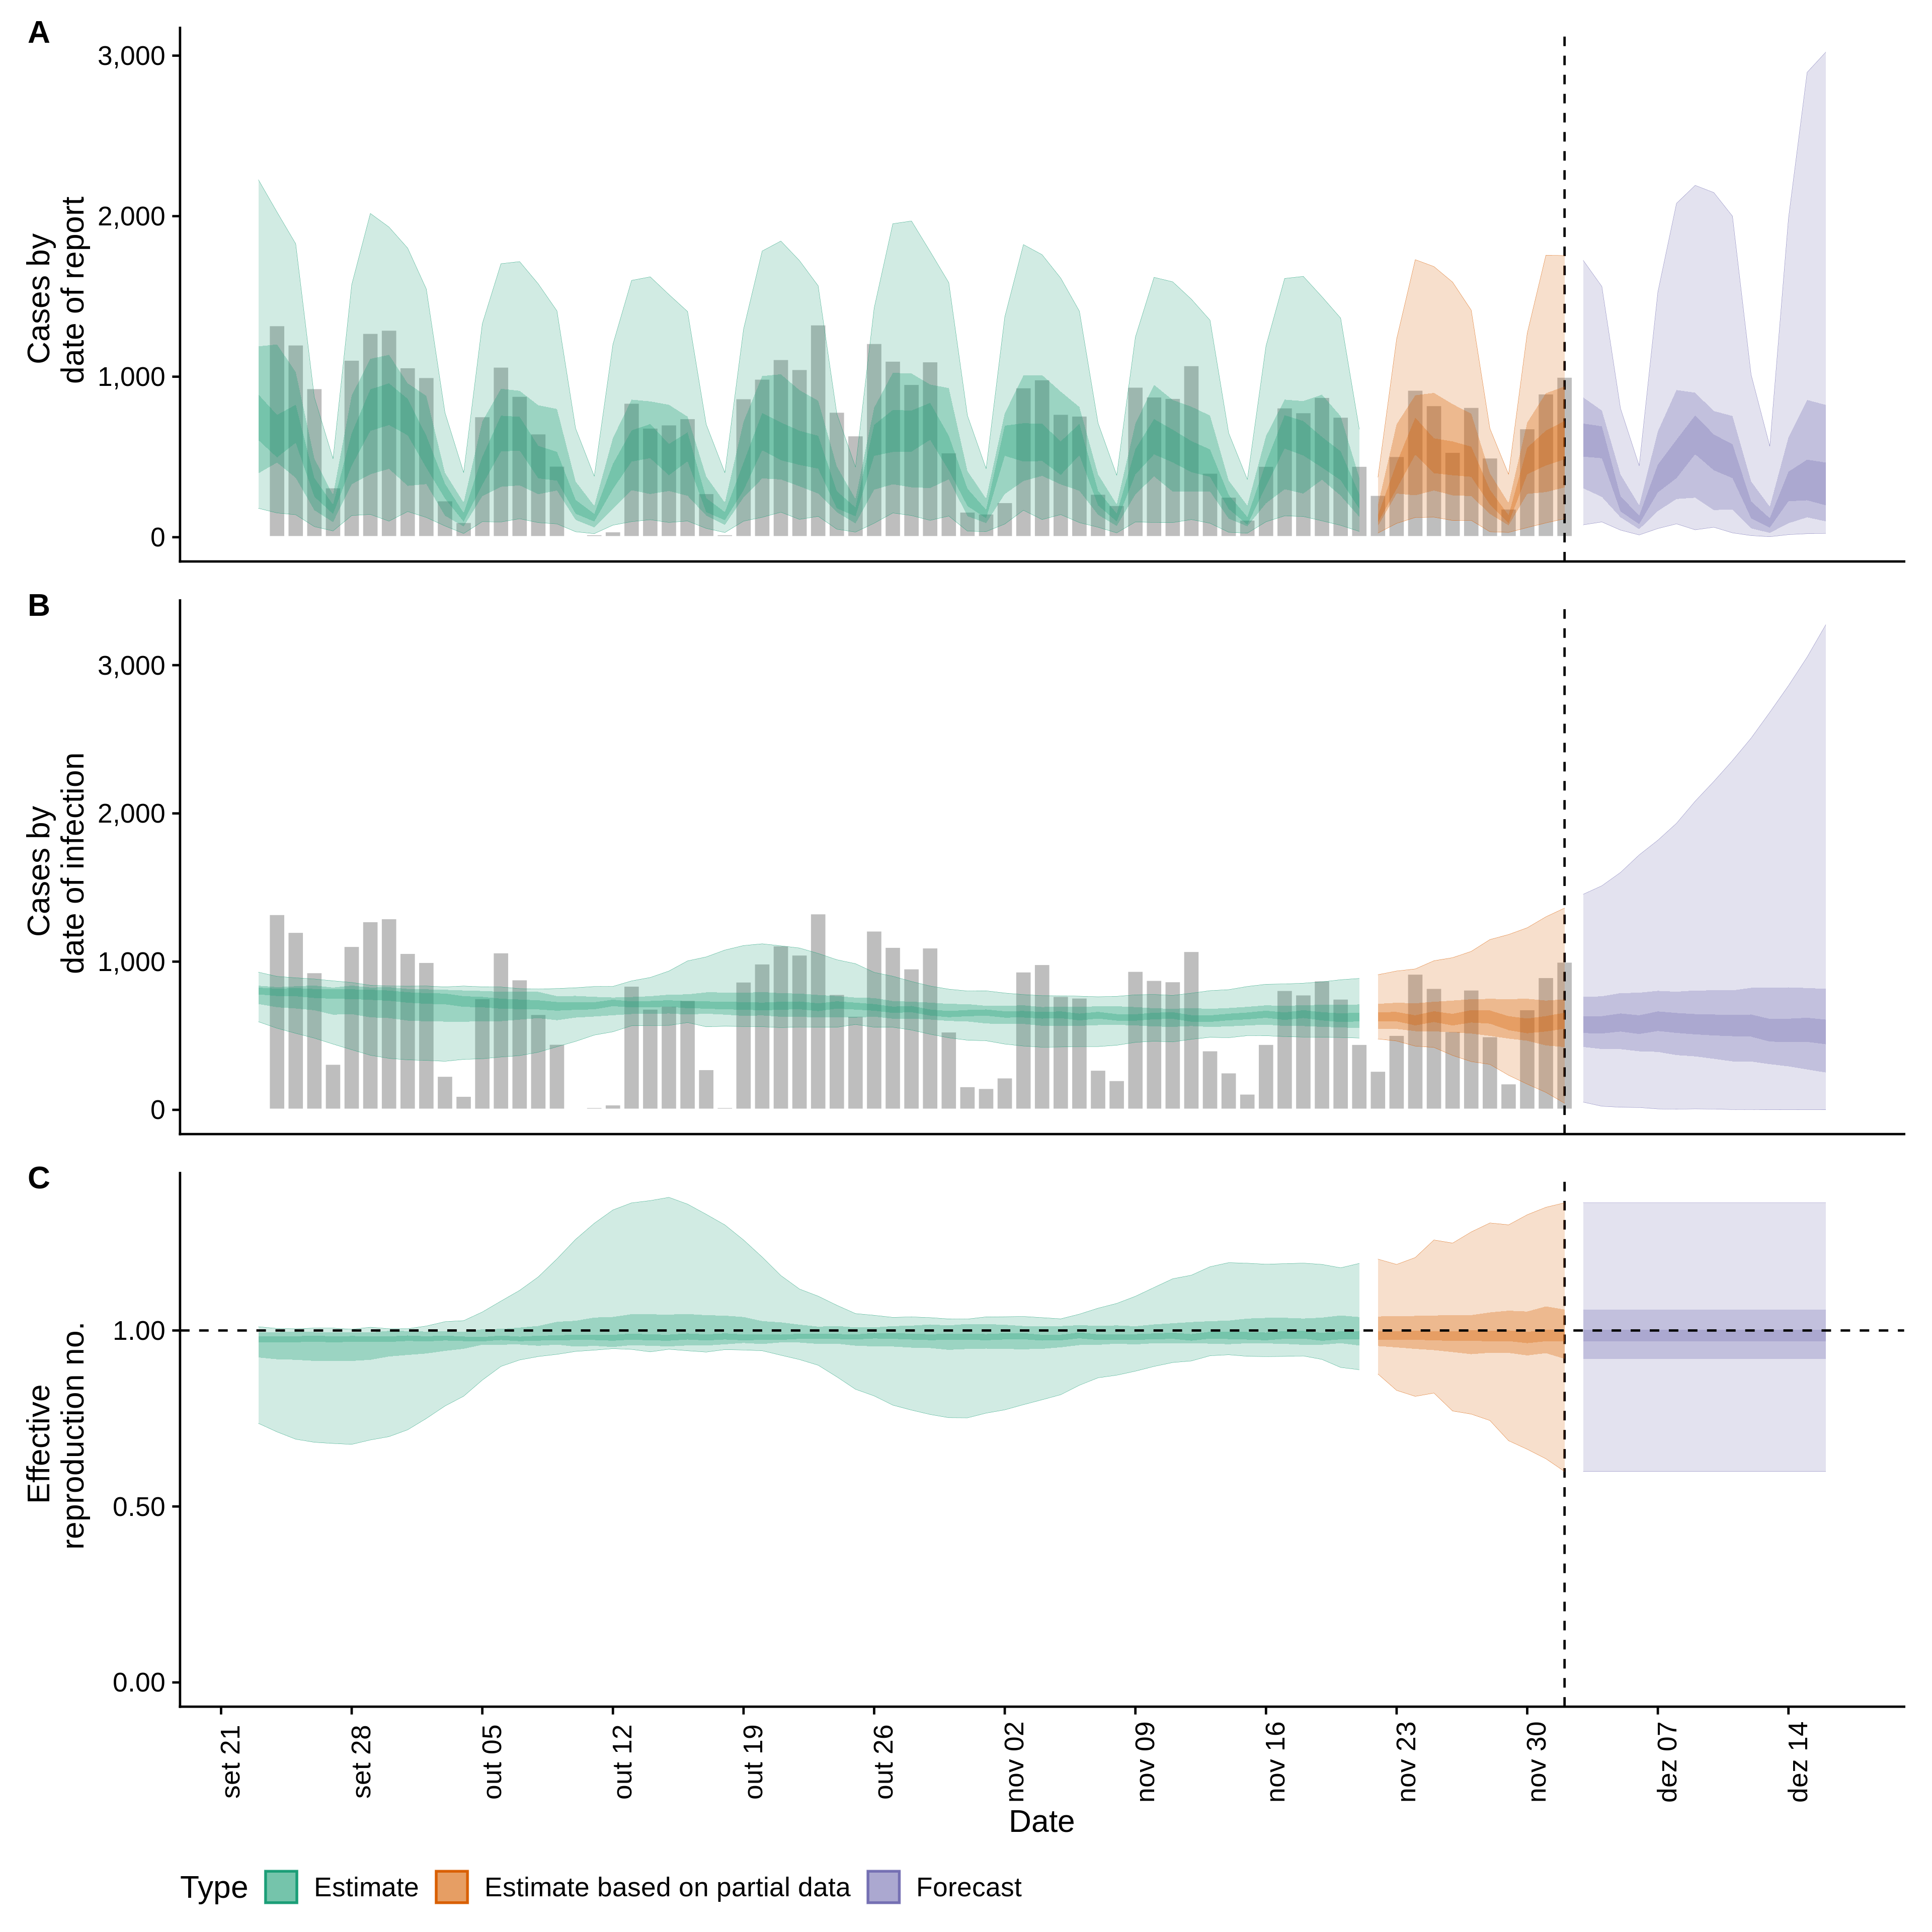 A
Cases by
date of report
3,000
2,000
1,000
0
B
Cases by
date of infection
3,000
2,000
1,000
0
C
Effective
reproduction no.
1.00
0.50
0.00
set 21
set 28
out 05
out 12
out 19
out 26
nov 02
nov 09
nov 16
nov 23
nov 30
dez 07
dez 14
Date
Type Estimate Estimate based on partial data Forecast